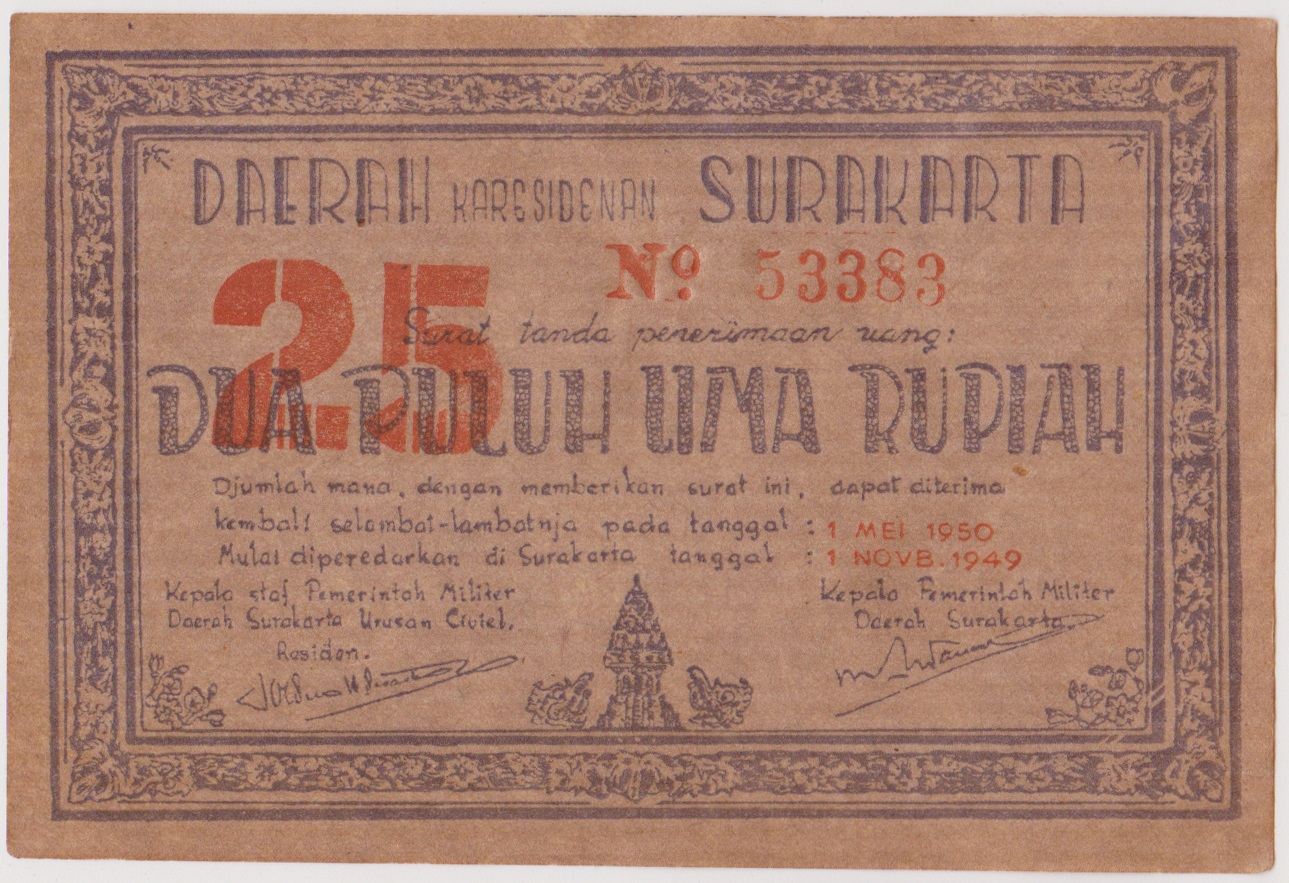 DAERAH KARESIDENAN SURAKARTA
25
Nº 53383
Surat tanda penerimaan uang:
DUA PULUH LIMA RUPIAH
Djumlah mana, dengan memberikan surat ini, dapat diterima
kembali selambat-lambatnja pada tanggal : 1 MEI 1950
Mulai diperedarkan di Surakarta tanggal : 1 NOVB. 1949
Kepala staf Pemerintah Militer
Daerah Surakarta Urusan Civiel.
Residen.
Kepala Pemerintah Militer
Daerah Surakarta.